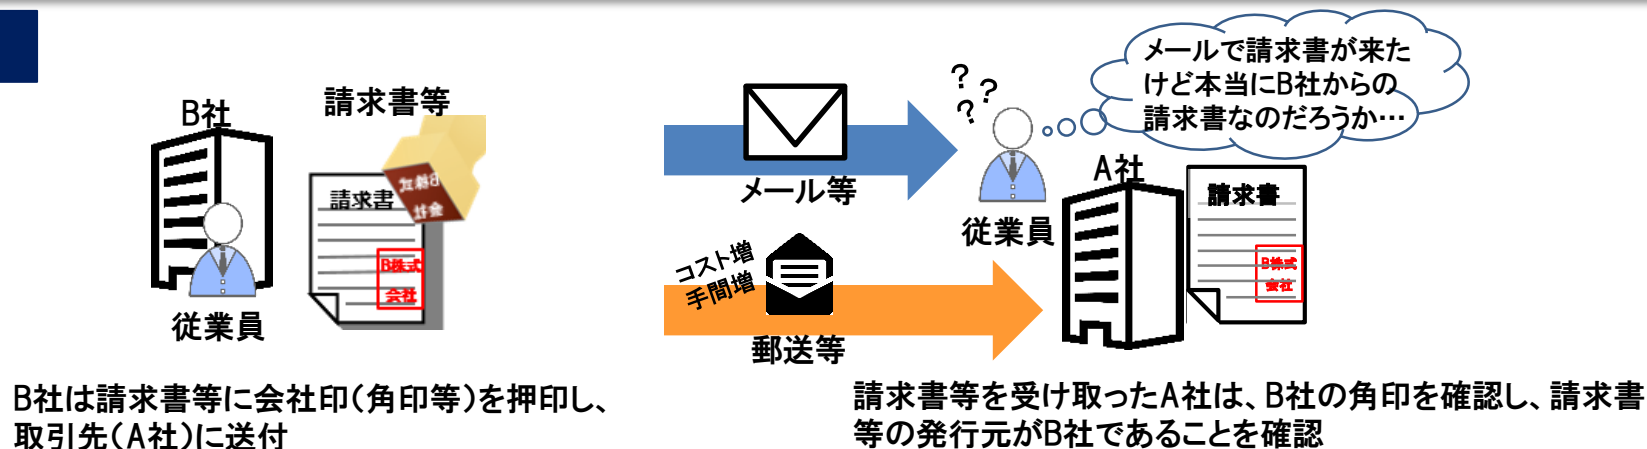 B社
請求書等
請求書
B株式
会社
B株式
会社
従業員
B社は請求書等に会社印(角印等)を押印し、
取引先(A社)に送付
メール等
コスト増
手間増
郵送等
? ? ?
メールで請求書が来た
けど本当にB社からの
請求書なのだろうか…
従業員
A社
請求書
B株式
会社
請求書等を受け取ったA社は、B社の角印を確認し、請求書
等の発行元がB社であることを確認